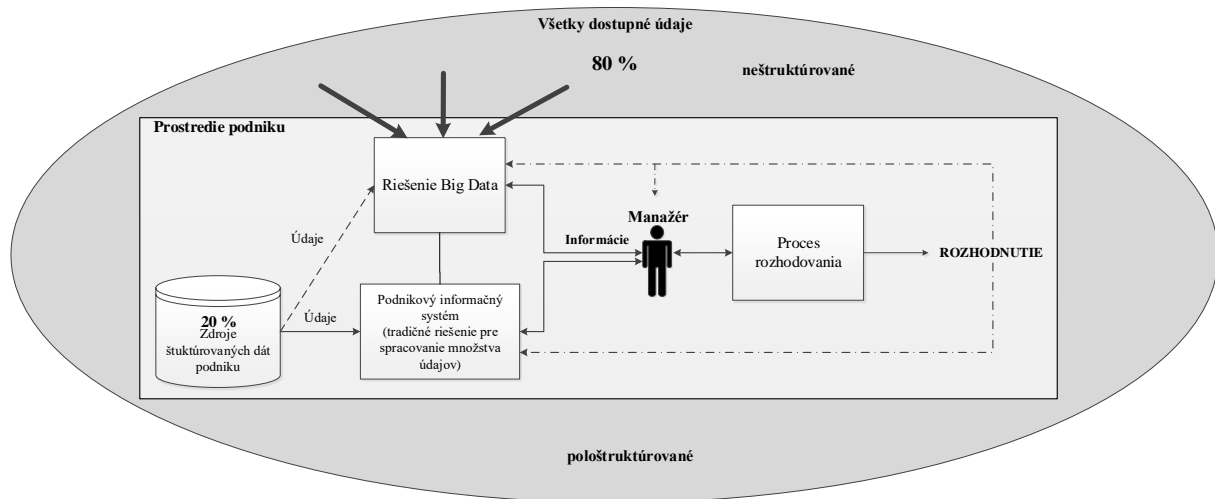 Všetky dostupné údaje
80 %
neštruktúrované
Prostredie podniku
Riešenie Big Data
Údaje
Manažér
Informácie
Proces
rozhodovania
ROZHODNUTIE
20 %
Zdroje
štuktúrovaných dát
podniku
Údaje
Podnikový informačný
systém
(tradičné riešenie pre
spracovanie množstva
údajov)
pološtruktúrované